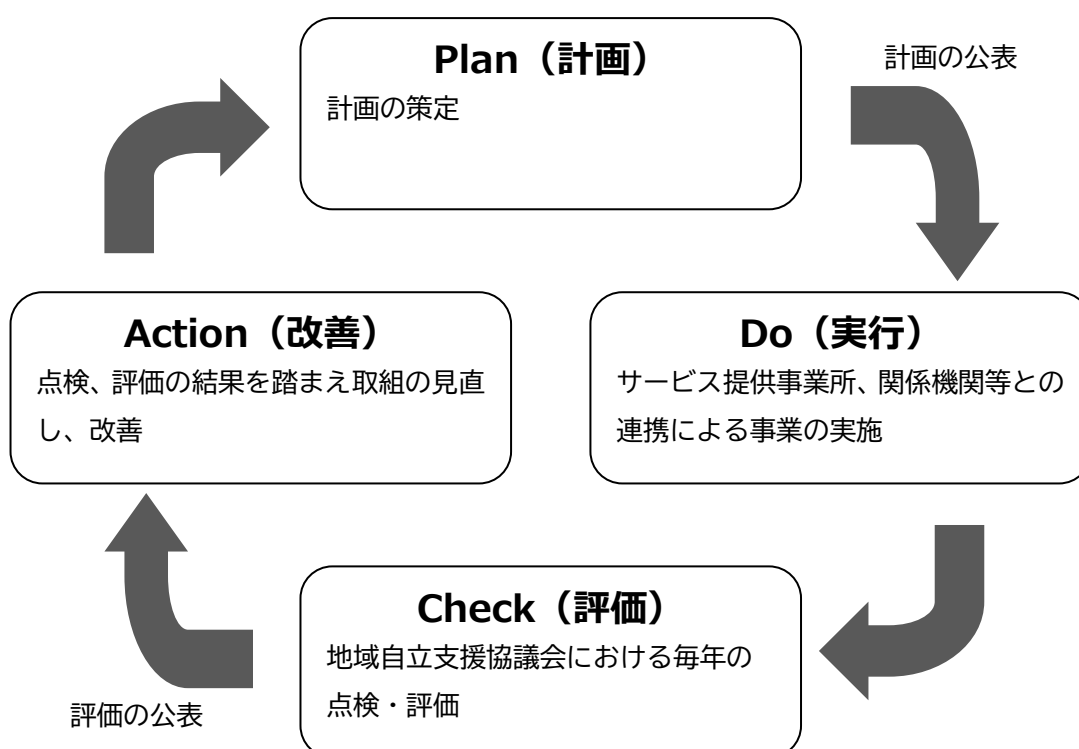 Plan（計画）
計画の策定
計画の公表
Do（実行）
サービス提供事業所、関係機関等との
連携による事業の実施
Check（評価）
地域自立支援協議会における毎年の
点検・評価
評価の公表
Action（改善）
点検、評価の結果を踏まえ取組の見直
し、改善